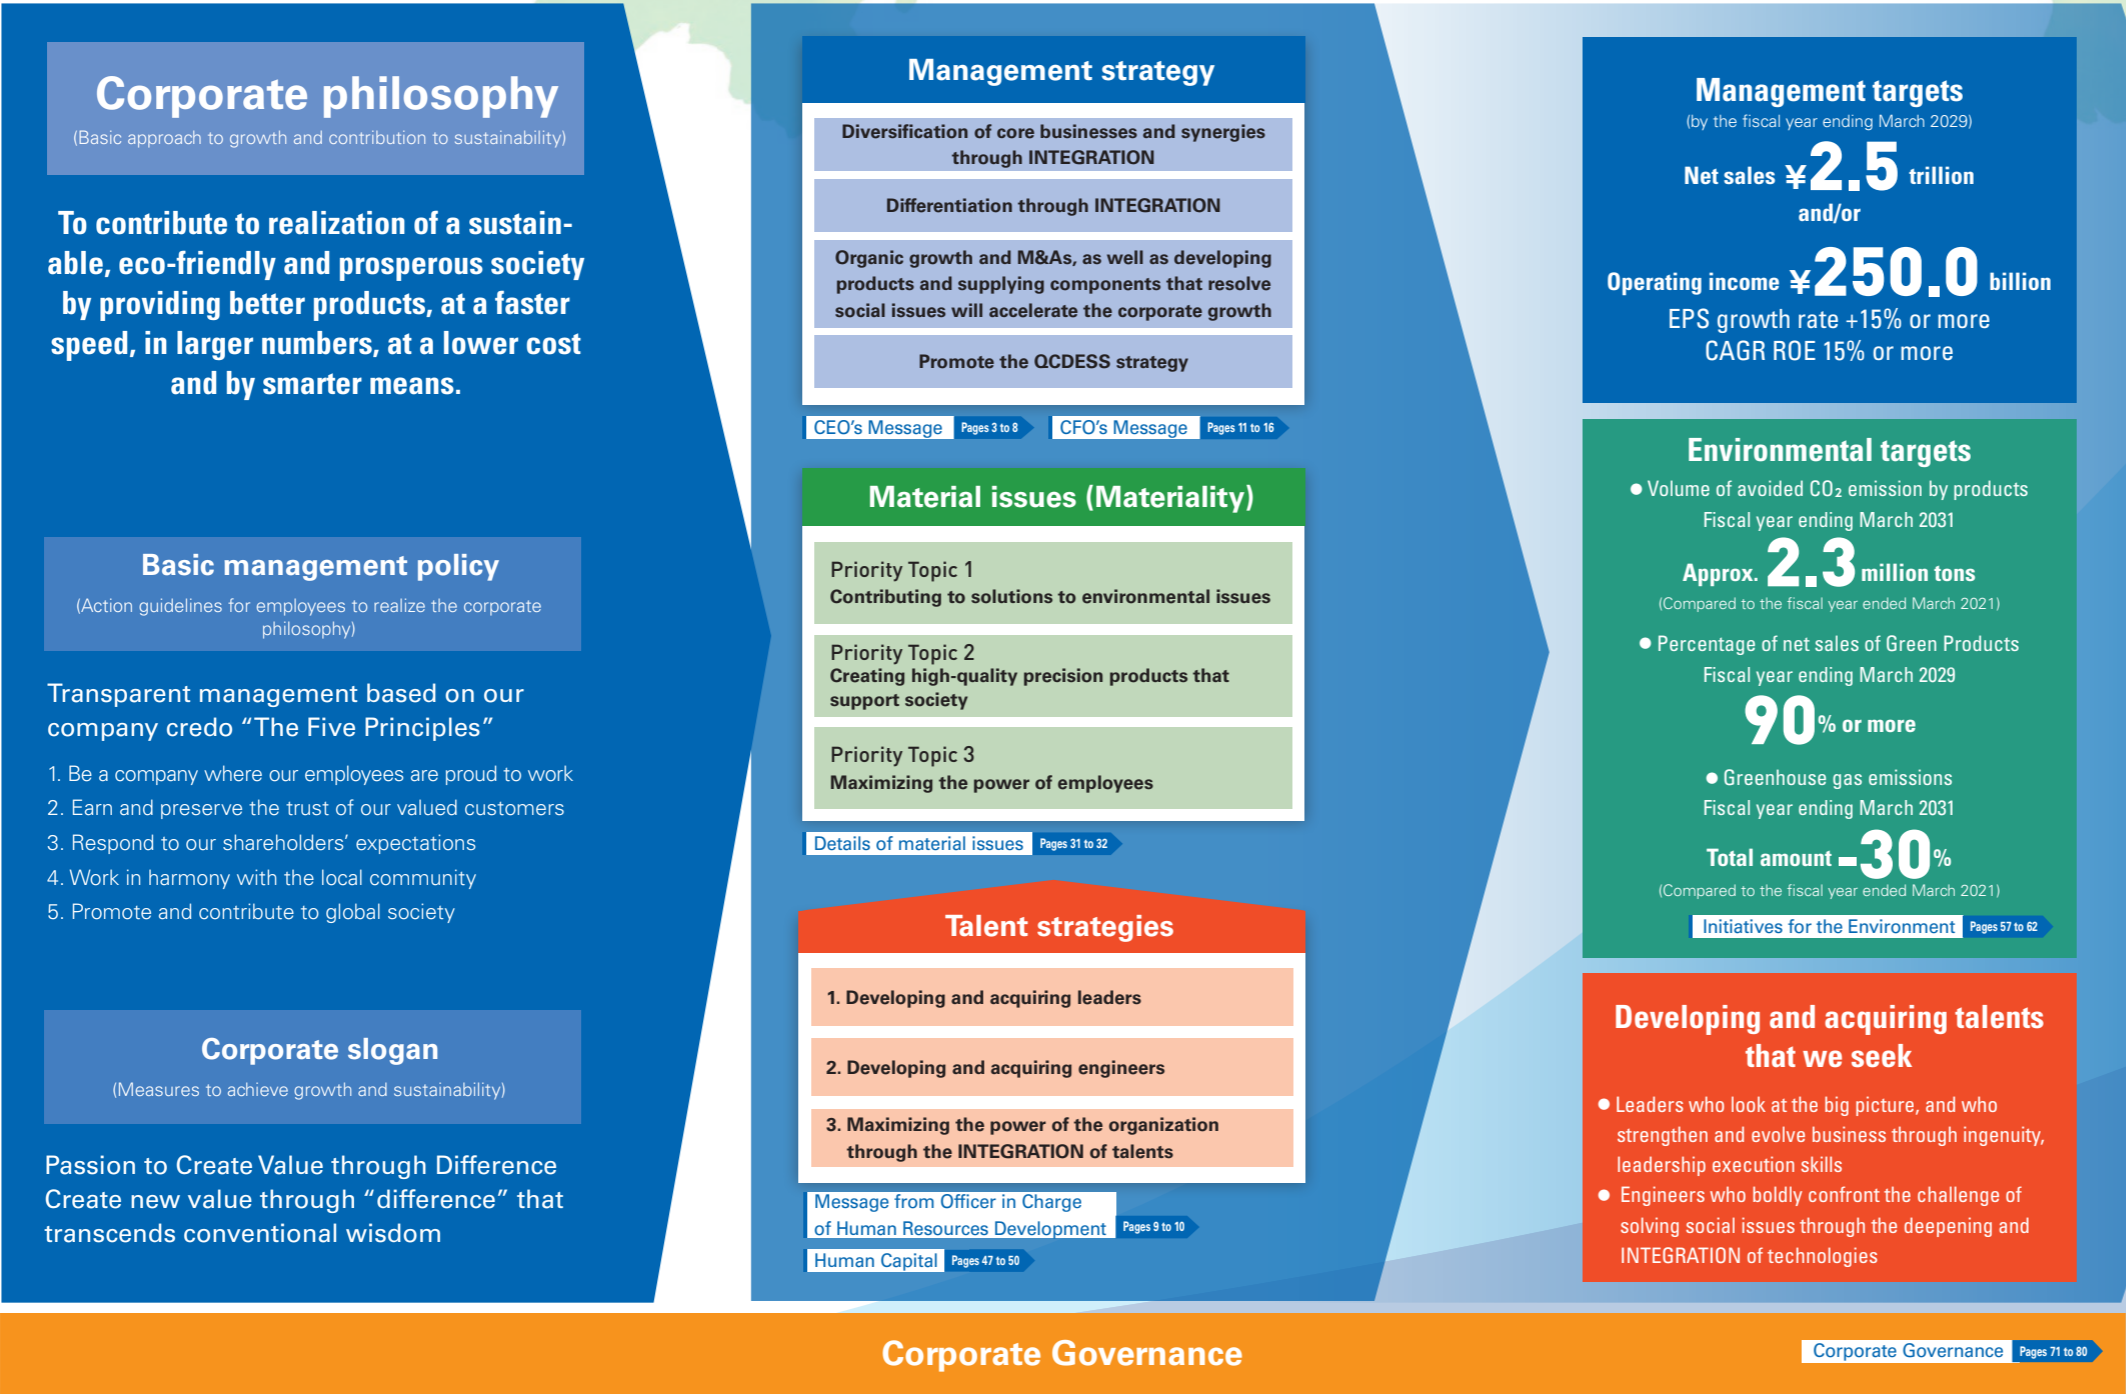 Corporate philosophy
(Basic approach to growth and contribution to sustainability)
To contribute to realization of a sustain-
able, eco-friendly and prosperous society
by providing better products, at a faster
speed, in larger numbers, at a lower cost
and by smarter means.
Basic management policy
(Action guidelines for employees to realize the corporate
philosophy)
Transparent management based on our
company credo “The Five Principles”
1. Be a company where our employees are proud to work
2. Earn and preserve the trust of our valued customers
3. Respond to our shareholders’ expectations
4. Work in harmony with the local community
5. Promote and contribute to global society
Corporate slogan
(Measures to achieve growth and sustainability)
Passion to Create Value through Difference
Create new value through “difference” that
transcends conventional wisdom
Management strategy
Diversification of core businesses and synergies
through INTEGRATION
Differentiation through INTEGRATION
Organic growth and M&As, as well as developing
products and supplying components that resolve
social issues will accelerate the corporate growth
Promote the QCDESS strategy
CEO’s Message Pages 3 to 8 CFO’s Message Pages 11 to 16
Material issues (Materiality)
Priority Topic 1
Contributing to solutions to environmental issues
Priority Topic 2
Creating high-quality precision products that
support society
Priority Topic 3
Maximizing the power of employees
Details of material issues Pages 31 to 32
Talent strategies
1. Developing and acquiring leaders
2. Developing and acquiring engineers
3. Maximizing the power of the organization
through the INTEGRATION of talents
Message from Officer in Charge
of Human Resources Development Pages 9 to 10
Human Capital Pages 47 to 50
Management targets
(by the fiscal year ending March 2029)
Net sales ¥2.5 trillion
and/or
Operating income ¥250.0 billion
EPS growth rate +15% or more
CAGR ROE 15% or more
Environmental targets
● Volume of avoided CO₂ emission by products
Fiscal year ending March 2031
Approx. 2.3 million tons
(Compared to the fiscal year ended March 2021)
● Percentage of net sales of Green Products
Fiscal year ending March 2029
90% or more
● Greenhouse gas emissions
Fiscal year ending March 2031
Total amount -30%
(Compared to the fiscal year ended March 2021)
Initiatives for the Environment Pages 57 to 62
Developing and acquiring talents
that we seek
● Leaders who look at the big picture, and who
strengthen and evolve business through ingenuity,
leadership execution skills
● Engineers who boldly confront the challenge of
solving social issues through the deepening and
INTEGRATION of technologies
Corporate Governance
Corporate Governance Pages 71 to 80